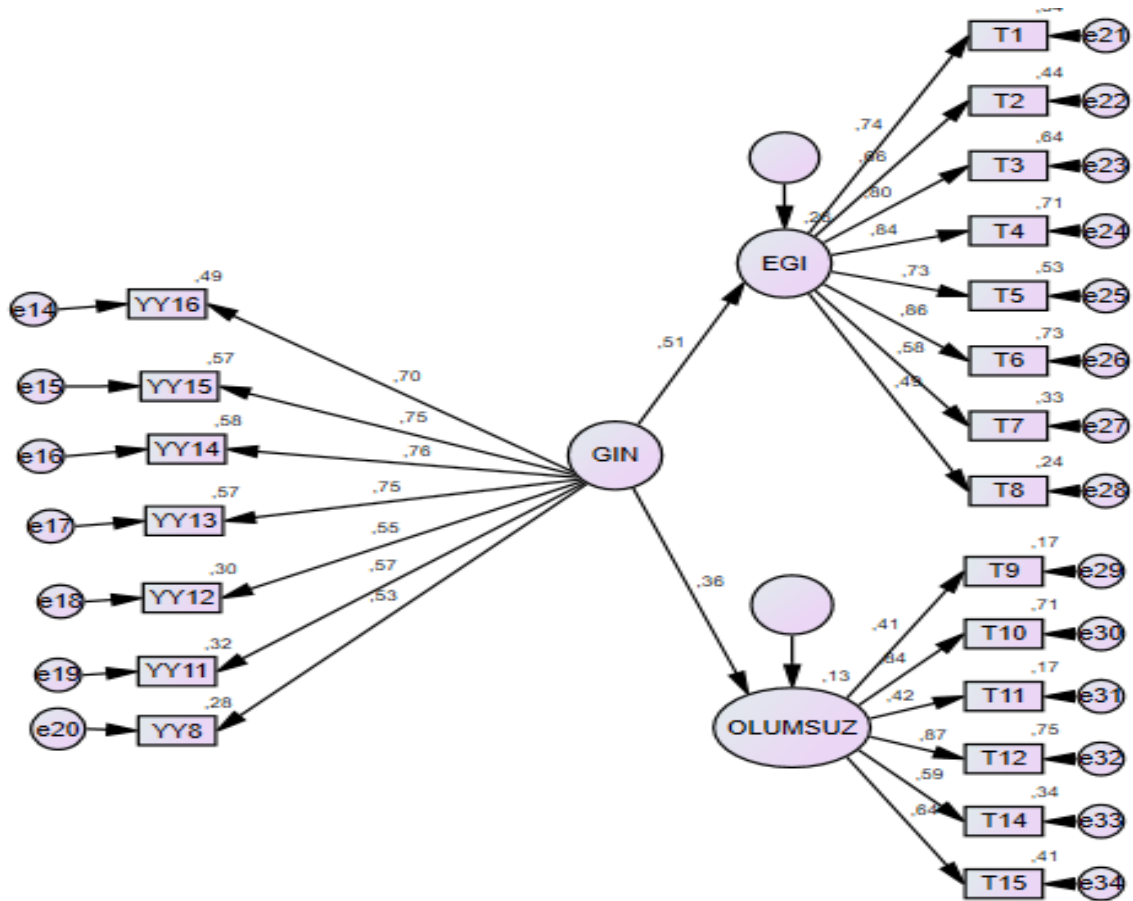 T1
e21
,44
T2
e22
,74
,66
,64
T3
e23
,80
,71
T4
e24
,84
EGI
,53
T5
e25
,73
,49
YY16
e14
,86
,73
T6
e26
,51
,58
,33
T7
e27
,57
YY15
e15
,70
,49
,24
T8
e28
,58
YY14
e16
,75
,76
GIN
,57
YY13
e17
,75
,55
,17
T9
e29
,30
YY12
e18
,57
,53
,36
,41
,71
T10
e30
,32
YY11
e19
,13
,42
,17
T11
e31
,28
YY8
e20
OLUMSUZ
,87
,75
T12
e32
,59
,34
T14
e33
,64
,41
T15
e34